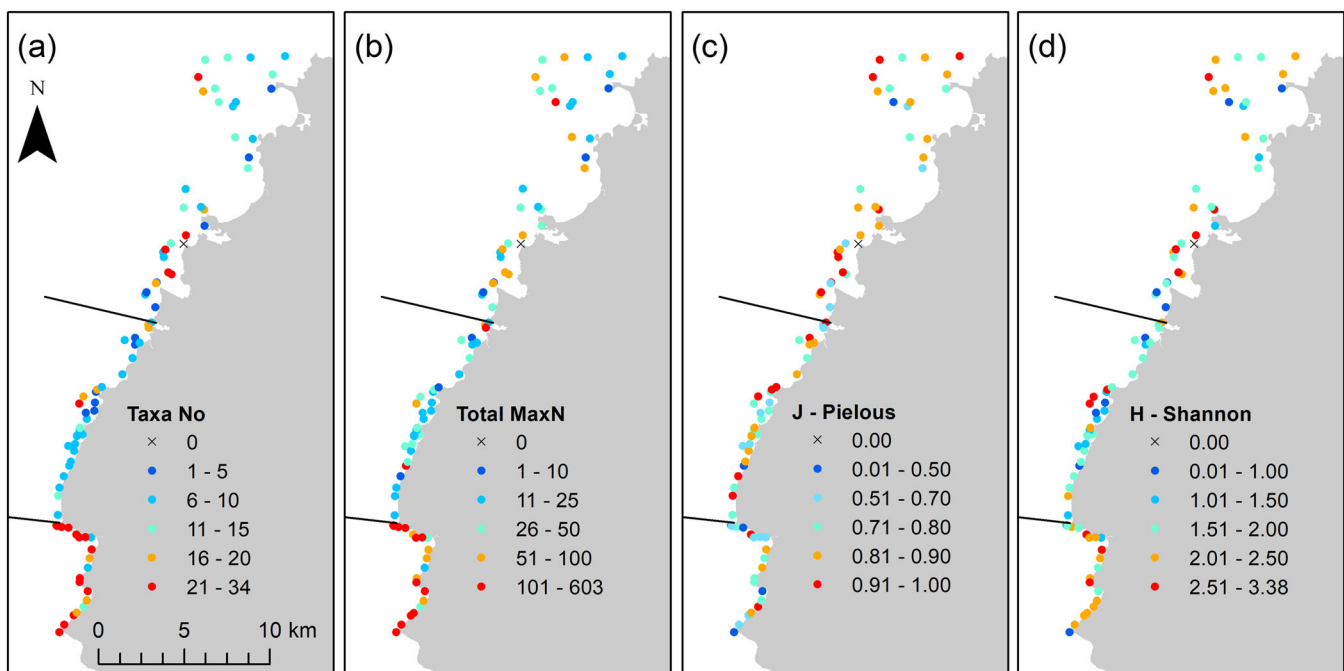 (a)
N
Taxa No
0
1 - 5
6 - 10
11 - 15
16 - 20
21 - 34
0 5 10 km
(b)
Total MaxN
0
1 - 10
11 - 25
26 - 50
51 - 100
101 - 603
(c)
J - Pielous
0.00
0.01 - 0.50
0.51 - 0.70
0.71 - 0.80
0.81 - 0.90
0.91 - 1.00
(d)
H - Shannon
0.00
0.01 - 1.00
1.01 - 1.50
1.51 - 2.00
2.01 - 2.50
2.51 - 3.38